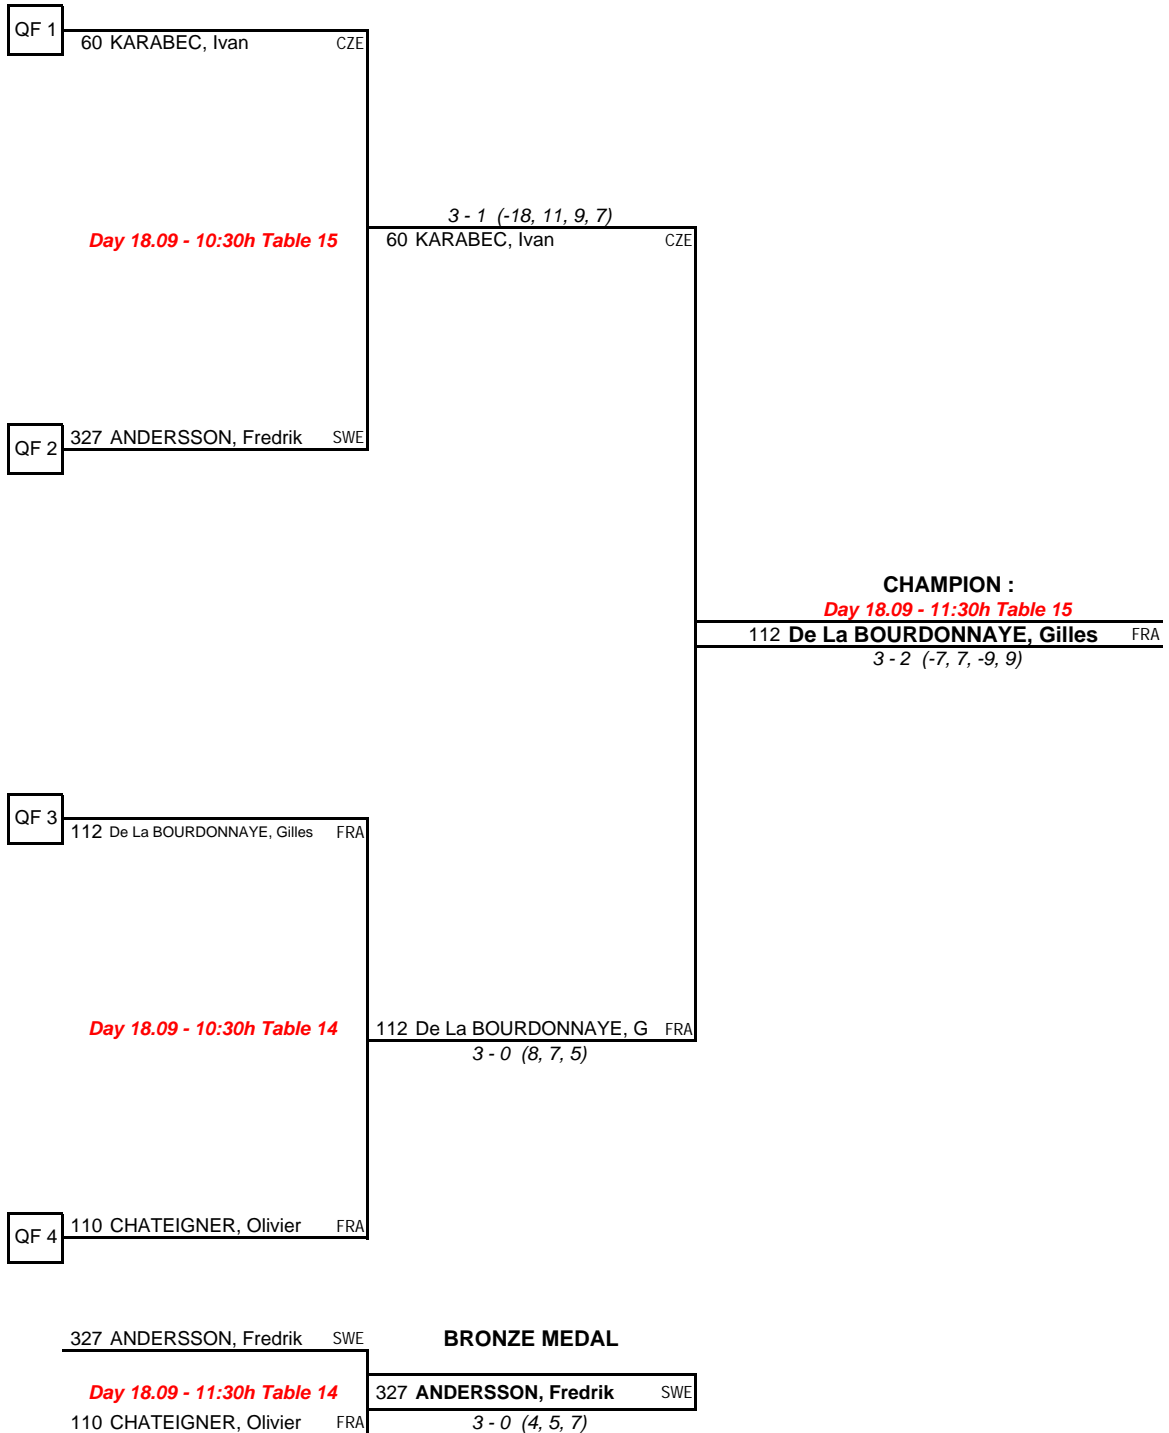 QF 1
60 KARABEC, Ivan CZE
3 - 1 (-18, 11, 9, 7)
Day 18.09 - 10:30h Table 15
60 KARABEC, Ivan CZE
QF 2
327 ANDERSSON, Fredrik SWE
CHAMPION :
Day 18.09 - 11:30h Table 15
112 De La BOURDONNAYE, Gilles FRA
3 - 2 (-7, 7, -9, 9)
QF 3
112 De La BOURDONNAYE, Gilles FRA
Day 18.09 - 10:30h Table 14
112 De La BOURDONNAYE, G FRA
3 - 0 (8, 7, 5)
QF 4
110 CHATEIGNER, Olivier FRA
327 ANDERSSON, Fredrik SWE
BRONZE MEDAL
Day 18.09 - 11:30h Table 14
327 ANDERSSON, Fredrik SWE
110 CHATEIGNER, Olivier FRA
3 - 0 (4, 5, 7)